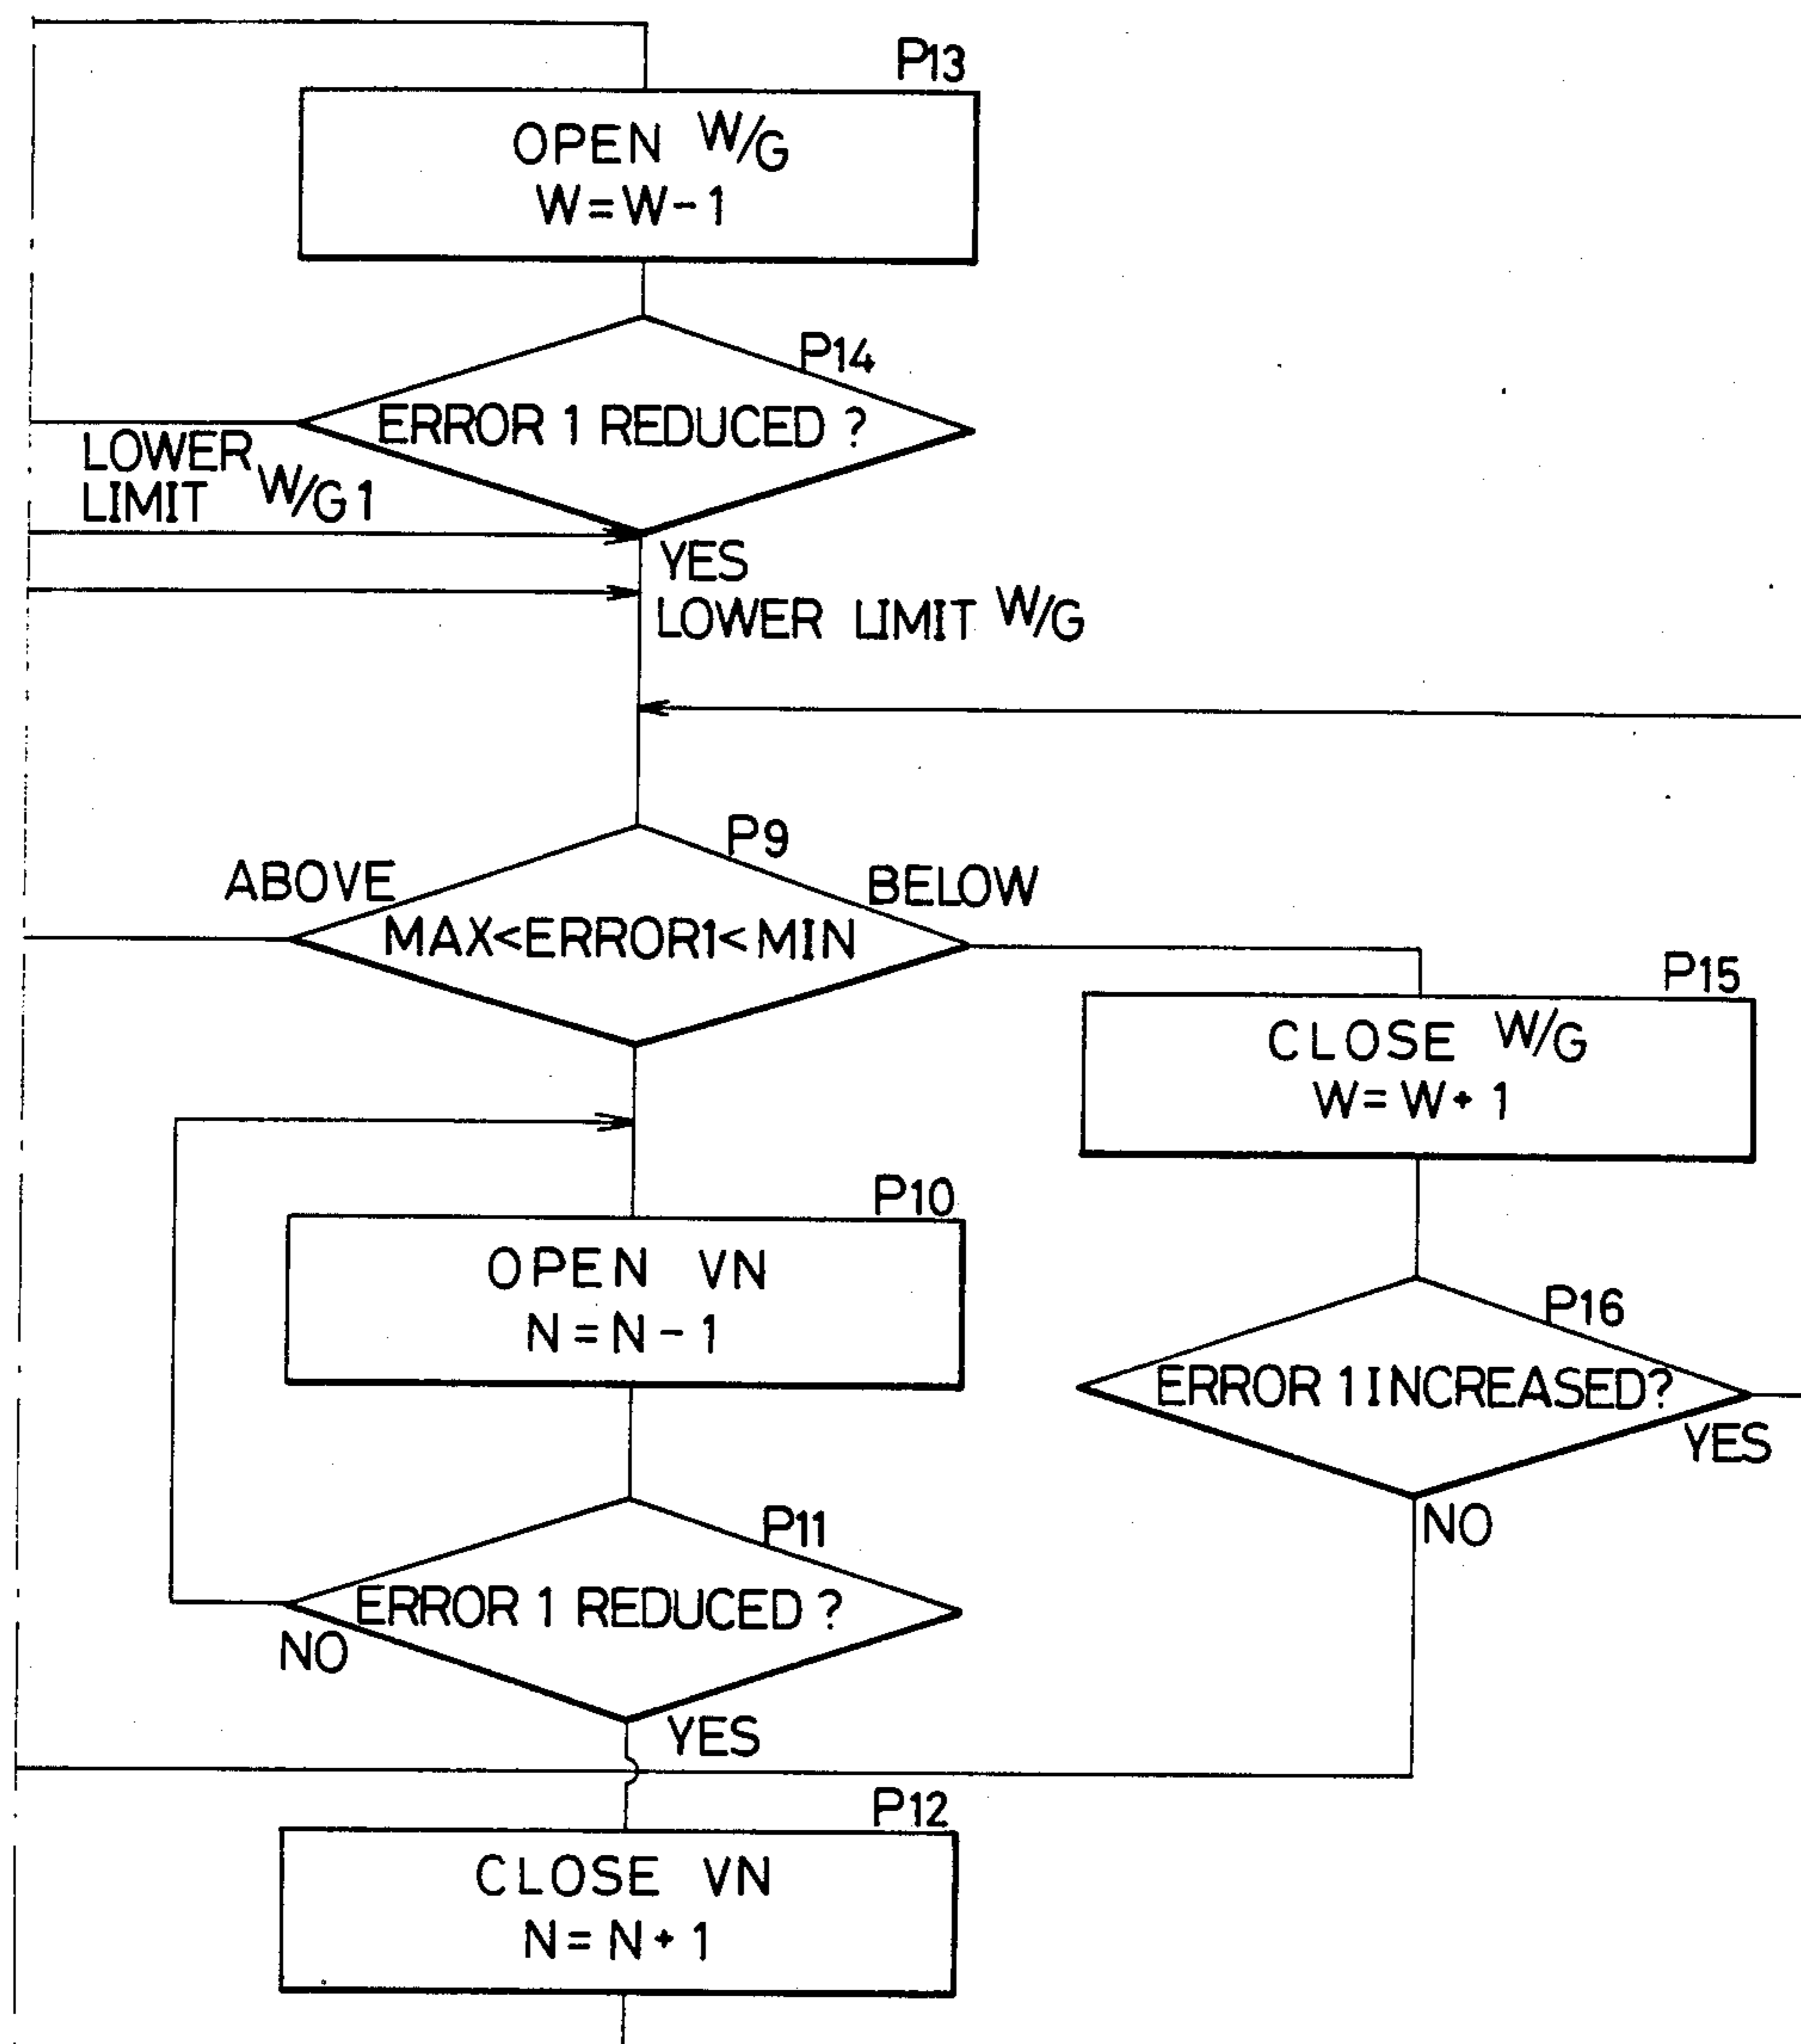 P13
OPEN W/G
W=W-1
P14
ERROR 1 REDUCED ?
LOWER
LIMIT W/G 1
YES
LOWER LIMIT W/G
P9
ABOVE
BELOW
MAX<ERROR1<MIN
P15
CLOSE W/G
W=W+1
P10
OPEN VN
N=N-1
P16
ERROR 1 INCREASED?
YES
NO
P11
ERROR 1 REDUCED ?
NO
YES
P12
CLOSE VN
N=N+1